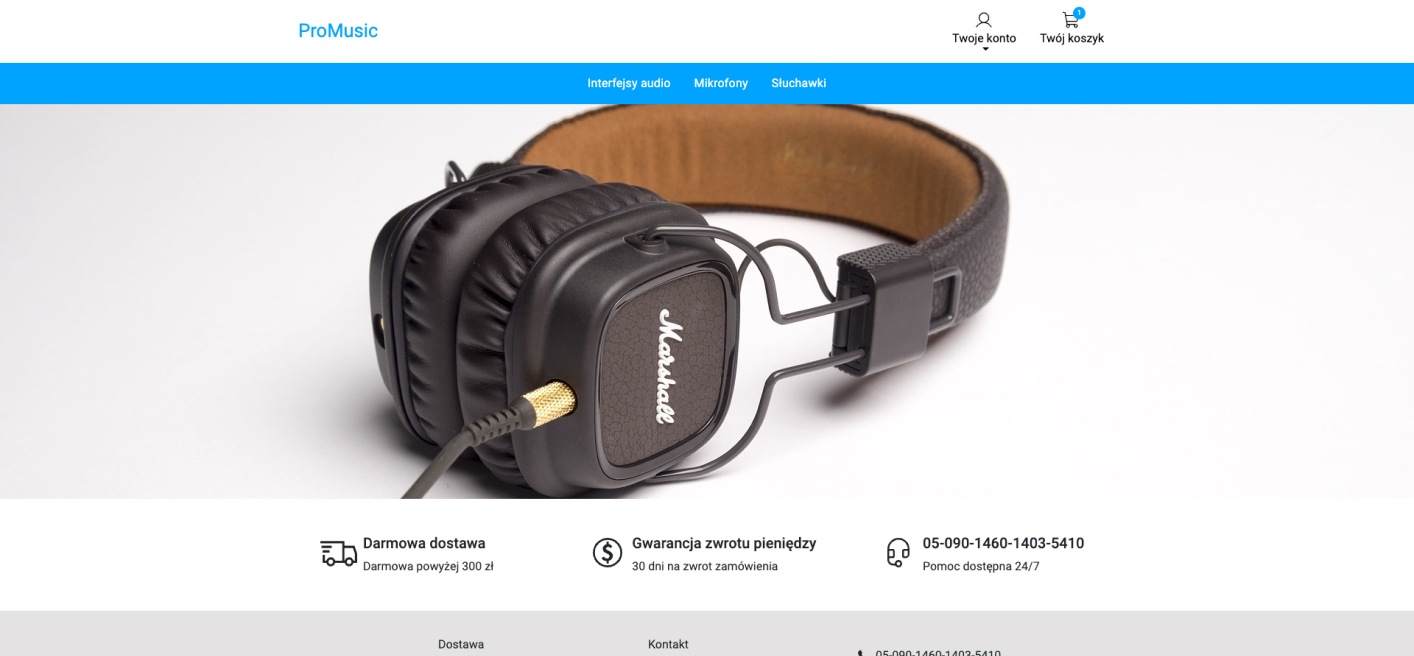 ProMusic
1
Twoje konto
Twój koszyk
Interfejsy audio
Mikrofony
Słuchawki
Marshall
Darmowa dostawa
Darmowa powyżej 300 zł
Gwarancja zwrotu pieniędzy
30 dni na zwrot zamówienia
05-090-1460-1403-5410
Pomoc dostępna 24/7
Dostawa
Kontakt
05-090-1460-1403-5410